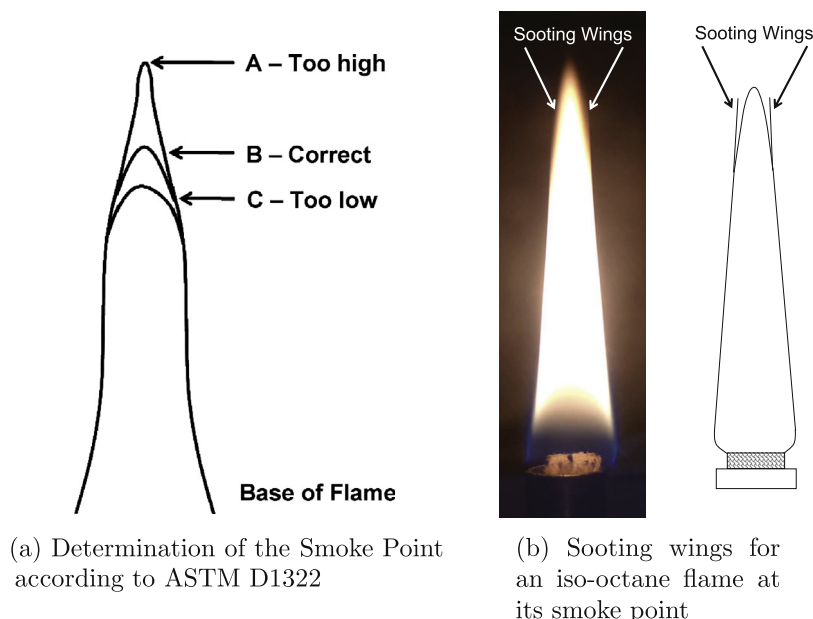 A – Too high
B – Correct
C – Too low
Base of Flame
(a) Determination of the Smoke Point
according to ASTM D1322
Sooting Wings
Sooting Wings
(b) Sooting wings for
an iso-octane flame at
its smoke point